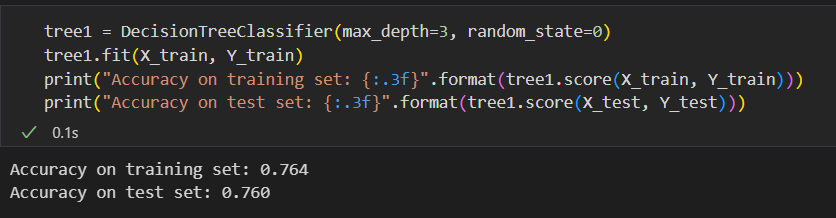 tree1 = DecisionTreeClassifier(max_depth=3, random_state=0)
tree1.fit(X_train, Y_train)
print("Accuracy on training set: {:.3f}".format(tree1.score(X_train, Y_train)))
print("Accuracy on test set: {:.3f}".format(tree1.score(X_test, Y_test)))
✓ 0.1s
Accuracy on training set: 0.764
Accuracy on test set: 0.760